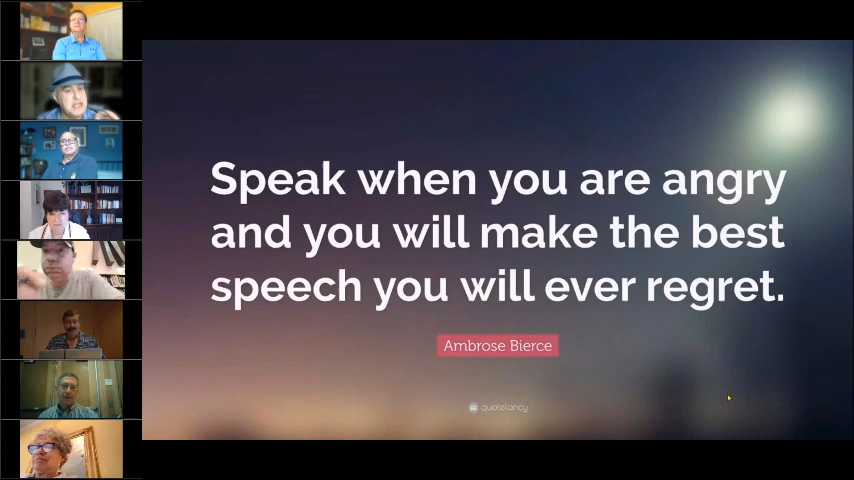 Speak when you are angry
and you will make the best
speech you will ever regret.
Ambrose Bierce
quotefancy